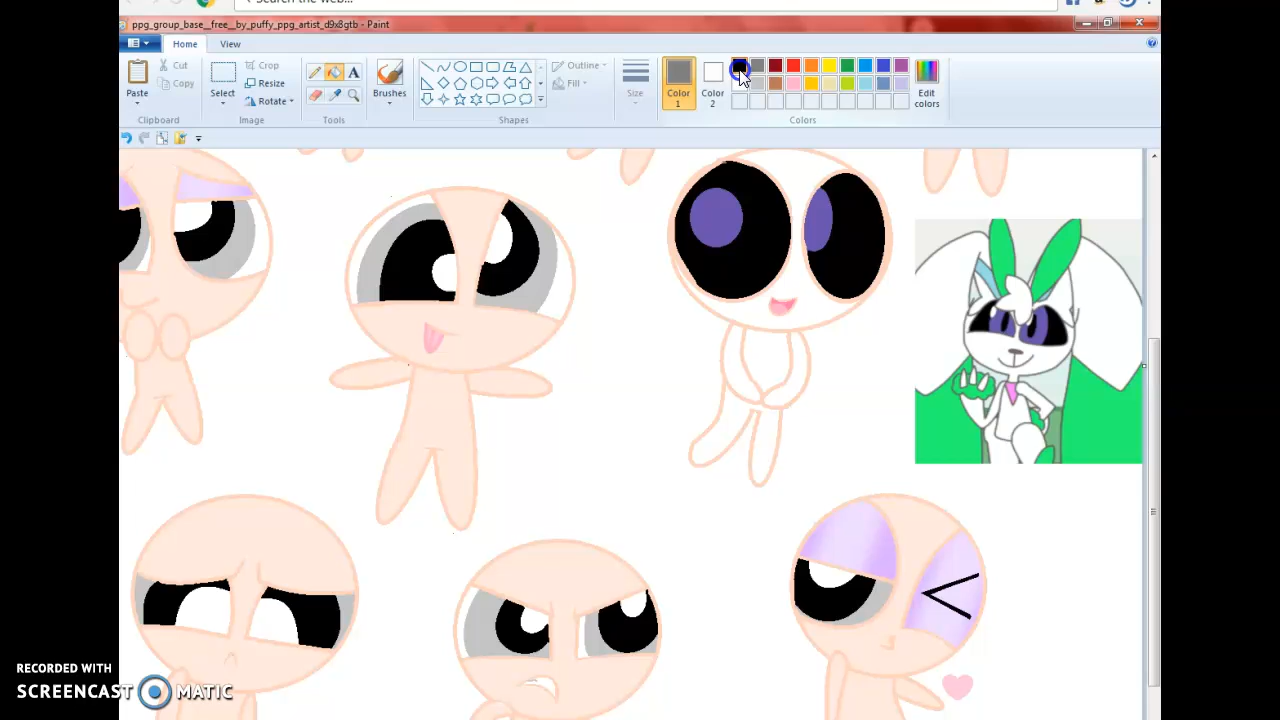 ppg_group_base__free__by_puffy_ppg_artist_d9x8gtb - Paint
Home View
Paste
Cut
Copy
Clipboard
Select
Crop
Resize
Rotate
Image
A
Tools
Brushes
Outline
Fill
Shapes
Size
Color 1
Color 2
Edit colors
Colors
RECORDED WITH
SCREENCAST MATIC